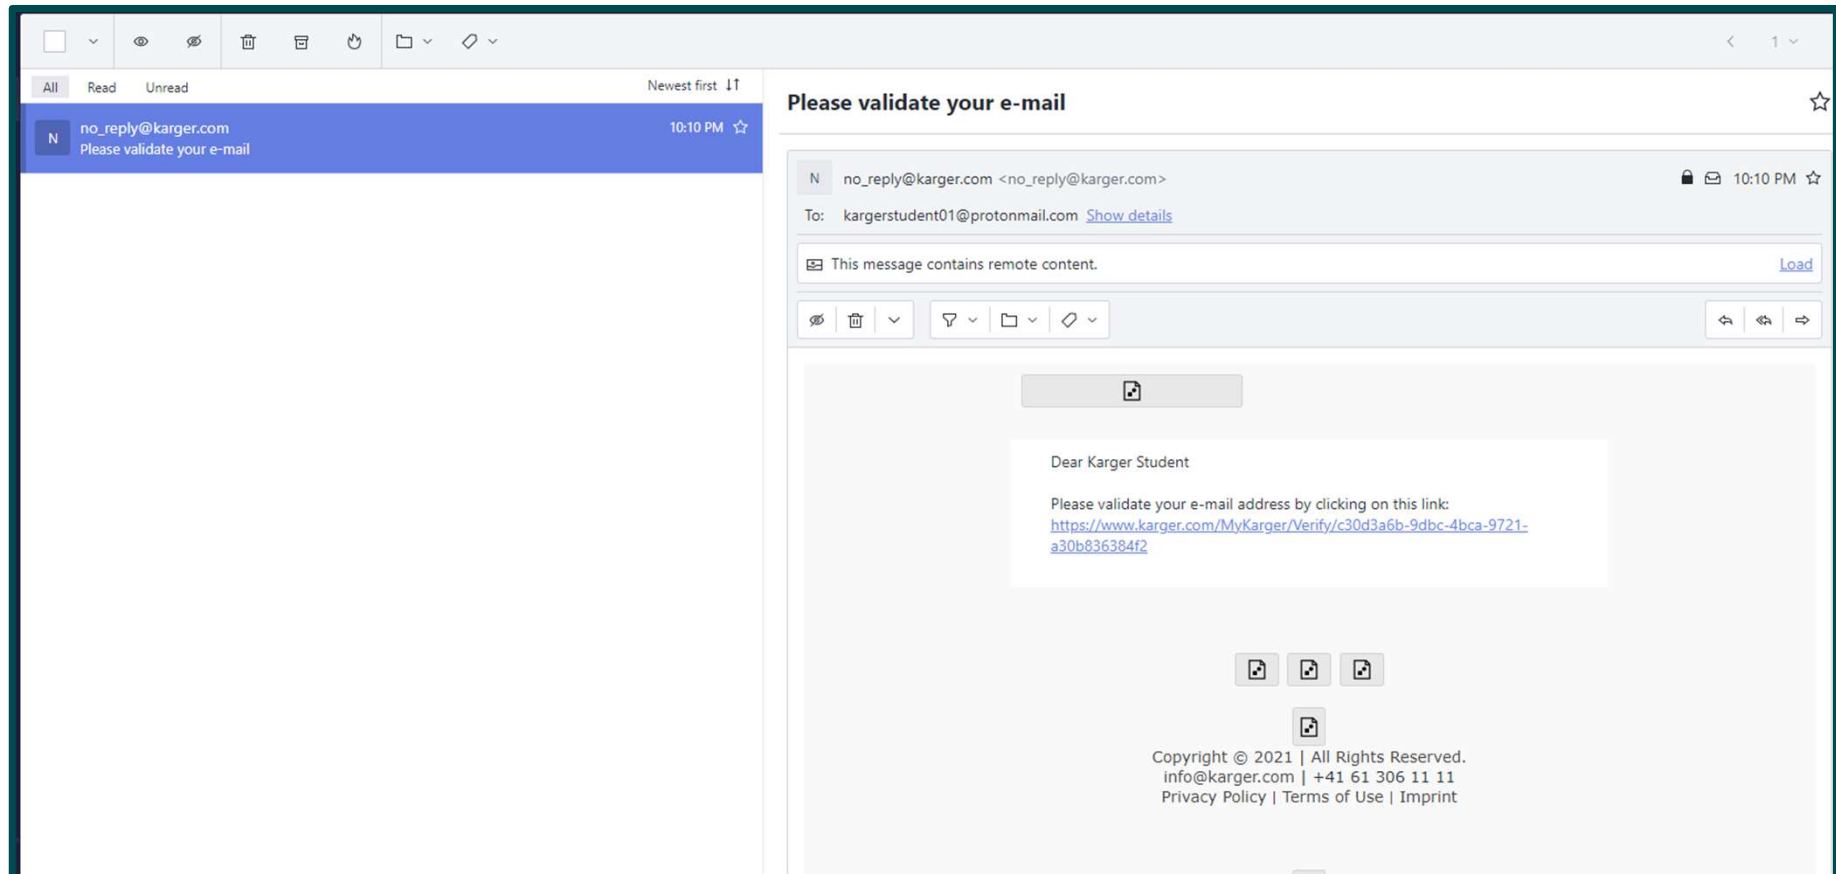 1
All Read Unread Newest first
N
no_reply@karger.com 10:10 PM
Please validate your e-mail
Please validate your e-mail
N no_reply@karger.com <no_reply@karger.com> 10:10 PM
To: kargerstudent01@protonmail.com Show details
This message contains remote content. Load
Dear Karger Student
Please validate your e-mail address by clicking on this link:
https://www.karger.com/MyKarger/Verify/c30d3a6b-9dbc-4bca-9721-
a30b836384f2
Copyright © 2021 | All Rights Reserved.
info@karger.com | +41 61 306 11 11
Privacy Policy | Terms of Use | Imprint